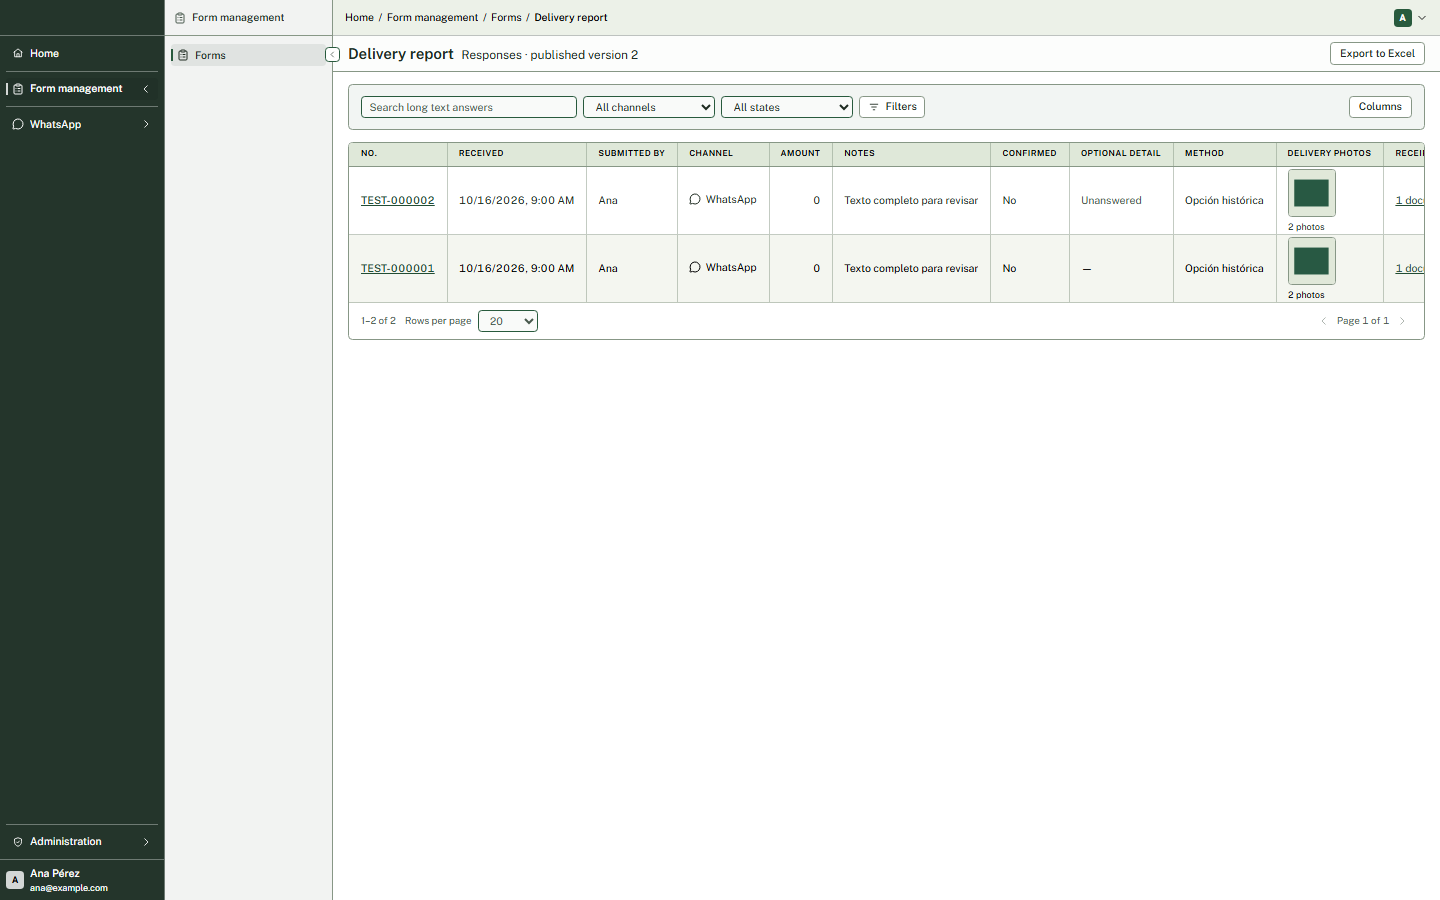 Form management
Home / Form management / Forms / Delivery report
A
Home
Form management
WhatsApp
Forms
Delivery report Responses · published version 2
Export to Excel
Search long text answers
All channels
All states
Filters
Columns
NO. RECEIVED SUBMITTED BY CHANNEL AMOUNT NOTES CONFIRMED OPTIONAL DETAIL METHOD DELIVERY PHOTOS
TEST-000002 10/16/2026, 9:00 AM Ana WhatsApp 0 Texto completo para revisar No Unanswered Opción histórica 1 doc
2 photos
TEST-000001 10/16/2026, 9:00 AM Ana WhatsApp 0 Texto completo para revisar No — Opción histórica 1 doc
2 photos
1–2 of 2 Rows per page 20 Page 1 of 1
Administration
A
Ana Pérez
ana@example.com